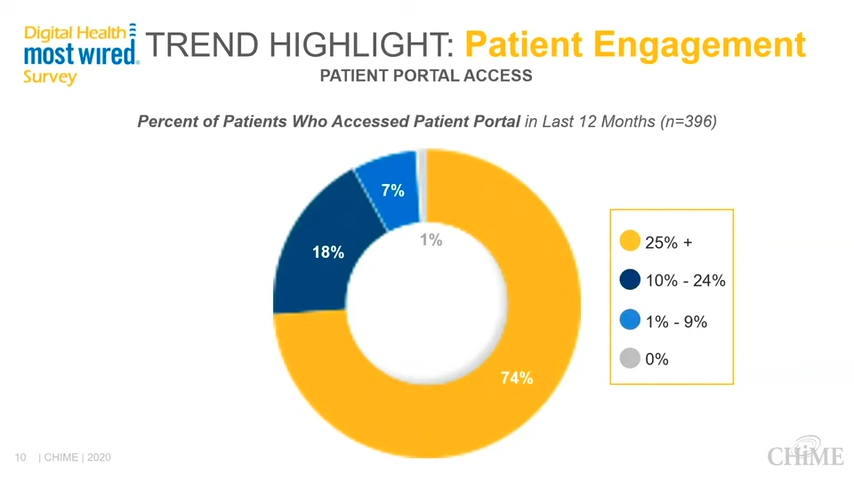 Digital Health
most wired®
Survey
TREND HIGHLIGHT: Patient Engagement
PATIENT PORTAL ACCESS
Percent of Patients Who Accessed Patient Portal in Last 12 Months (n=396)
7%
18%
1%
74%
25% +
10% - 24%
1% - 9%
0%
10 | CHIME | 2020
CHiME